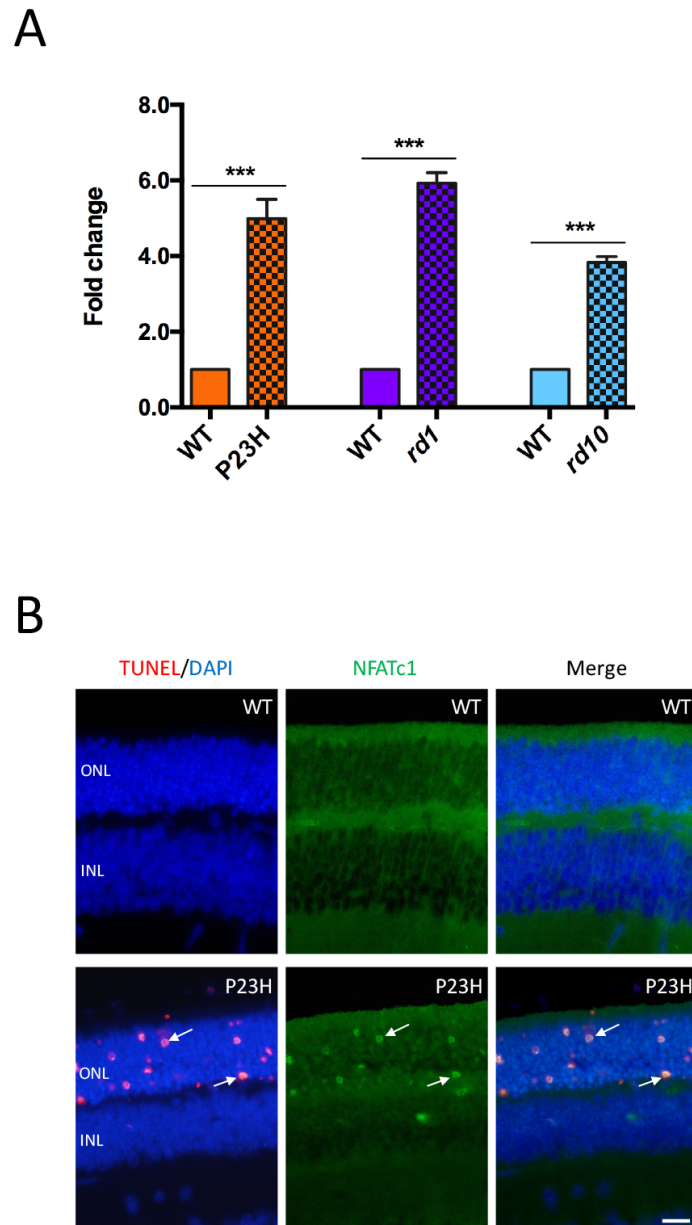 A
8.0
6.0
4.0
2.0
0.0
Fold change
***
***
***
WT
P23H
WT
rd1
WT
rd10
B
TUNEL/DAPI
NFATc1
Merge
WT
WT
WT
ONL
INL
P23H
P23H
P23H
ONL
INL